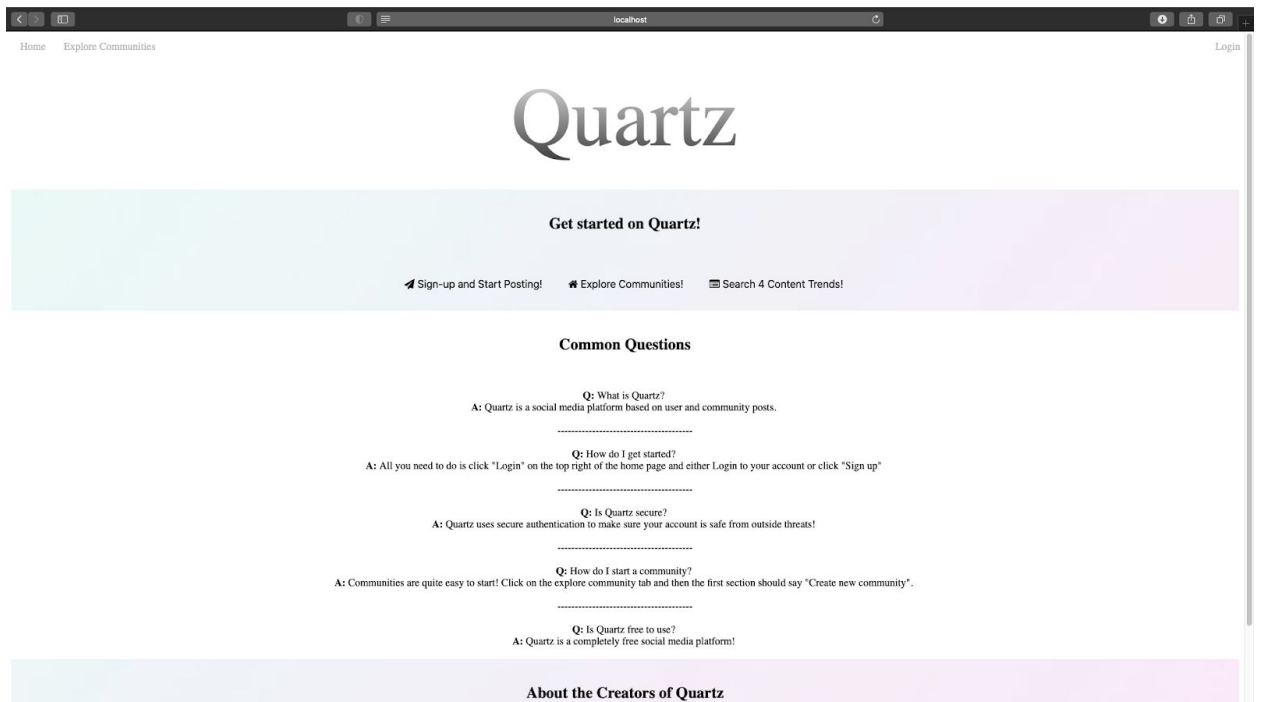 localhost
Home Explore Communities Login
Quartz
Get started on Quartz!
Sign-up and Start Posting! Explore Communities! Search 4 Content Trends!
Common Questions
Q: What is Quartz?
A: Quartz is a social media platform based on user and community posts.
---------------------------------------
Q: How do I get started?
A: All you need to do is click "Login" on the top right of the home page and either Login to your account or click "Sign up"
---------------------------------------
Q: Is Quartz secure?
A: Quartz uses secure authentication to make sure your account is safe from outside threats!
---------------------------------------
Q: How do I start a community?
A: Communities are quite easy to start! Click on the explore community tab and then the first section should say "Create new community".
---------------------------------------
Q: Is Quartz free to use?
A: Quartz is a completely free social media platform!
About the Creators of Quartz